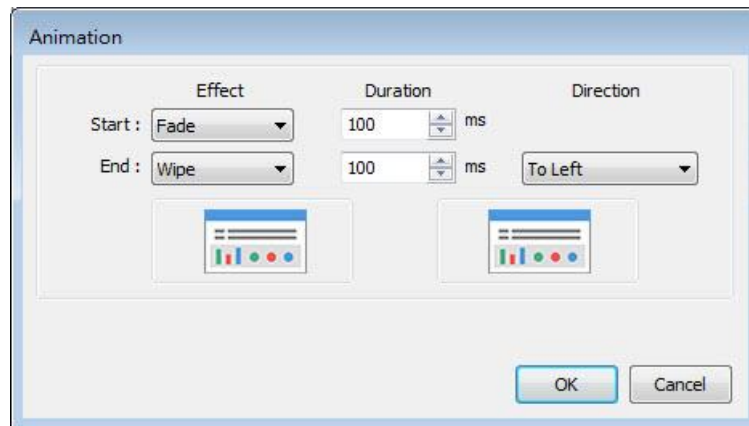 Animation
Effect Duration Direction
Start : Fade 100 ms
End : Wipe 100 ms To Left
OK Cancel